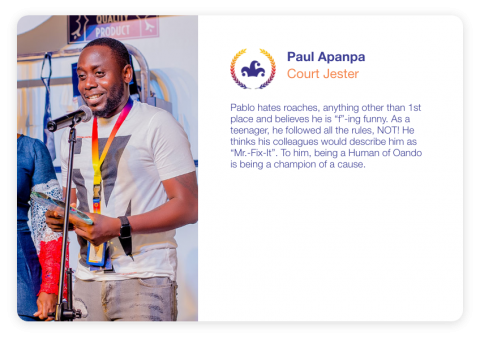 QUALITY
PRODUCT
Paul Apanpa
Court Jester
Pablo hates roaches, anything other than 1st
place and believes he is “f”-ing funny. As a
teenager, he followed all the rules, NOT! He
thinks his colleagues would describe him as
“Mr.-Fix-It”. To him, being a Human of Oando
is being a champion of a cause.